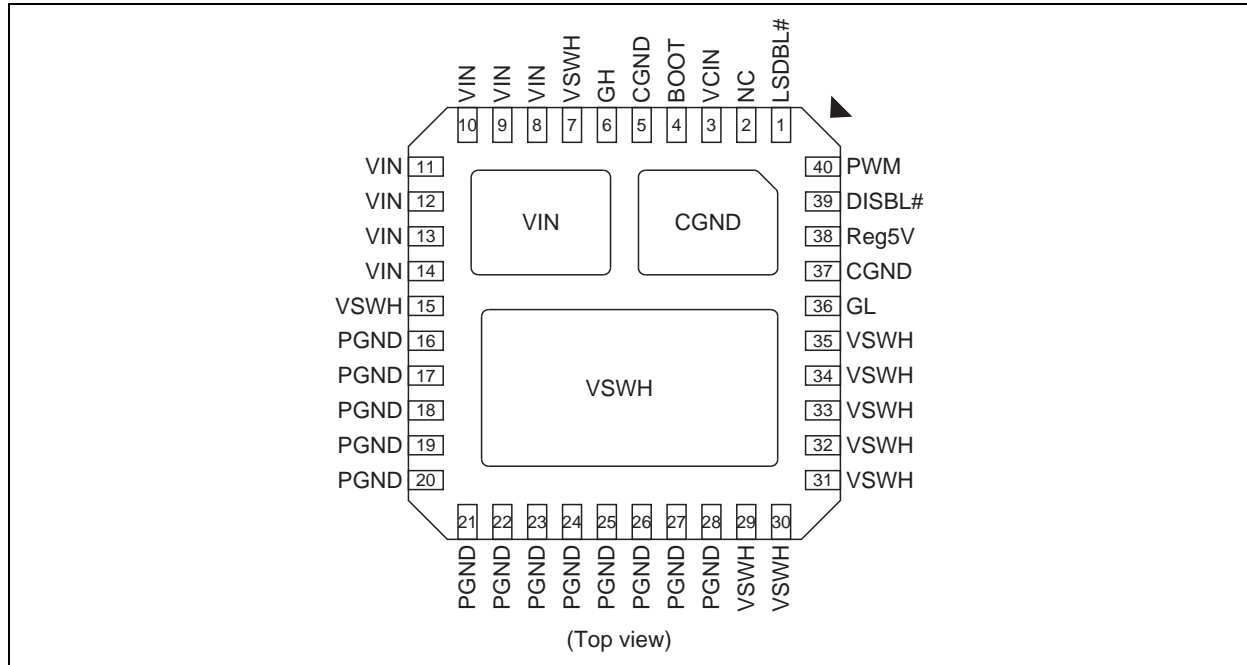 VIN VIN VIN VSWH GH CGND BOOT VCIN NC LSDBL#
10 9 8 7 6 5 4 3 2 1
VIN 11 40 PWM
VIN 12 39 DISBL#
VIN 13 38 Reg5V
VIN 14 37 CGND
VSWH 15 36 GL
PGND 16 35 VSWH
PGND 17 34 VSWH
PGND 18 33 VSWH
PGND 19 32 VSWH
PGND 20 31 VSWH
VIN CGND
VSWH
21 22 23 24 25 26 27 28 29 30
PGND PGND PGND PGND PGND PGND PGND PGND VSWH VSWH
(Top view)